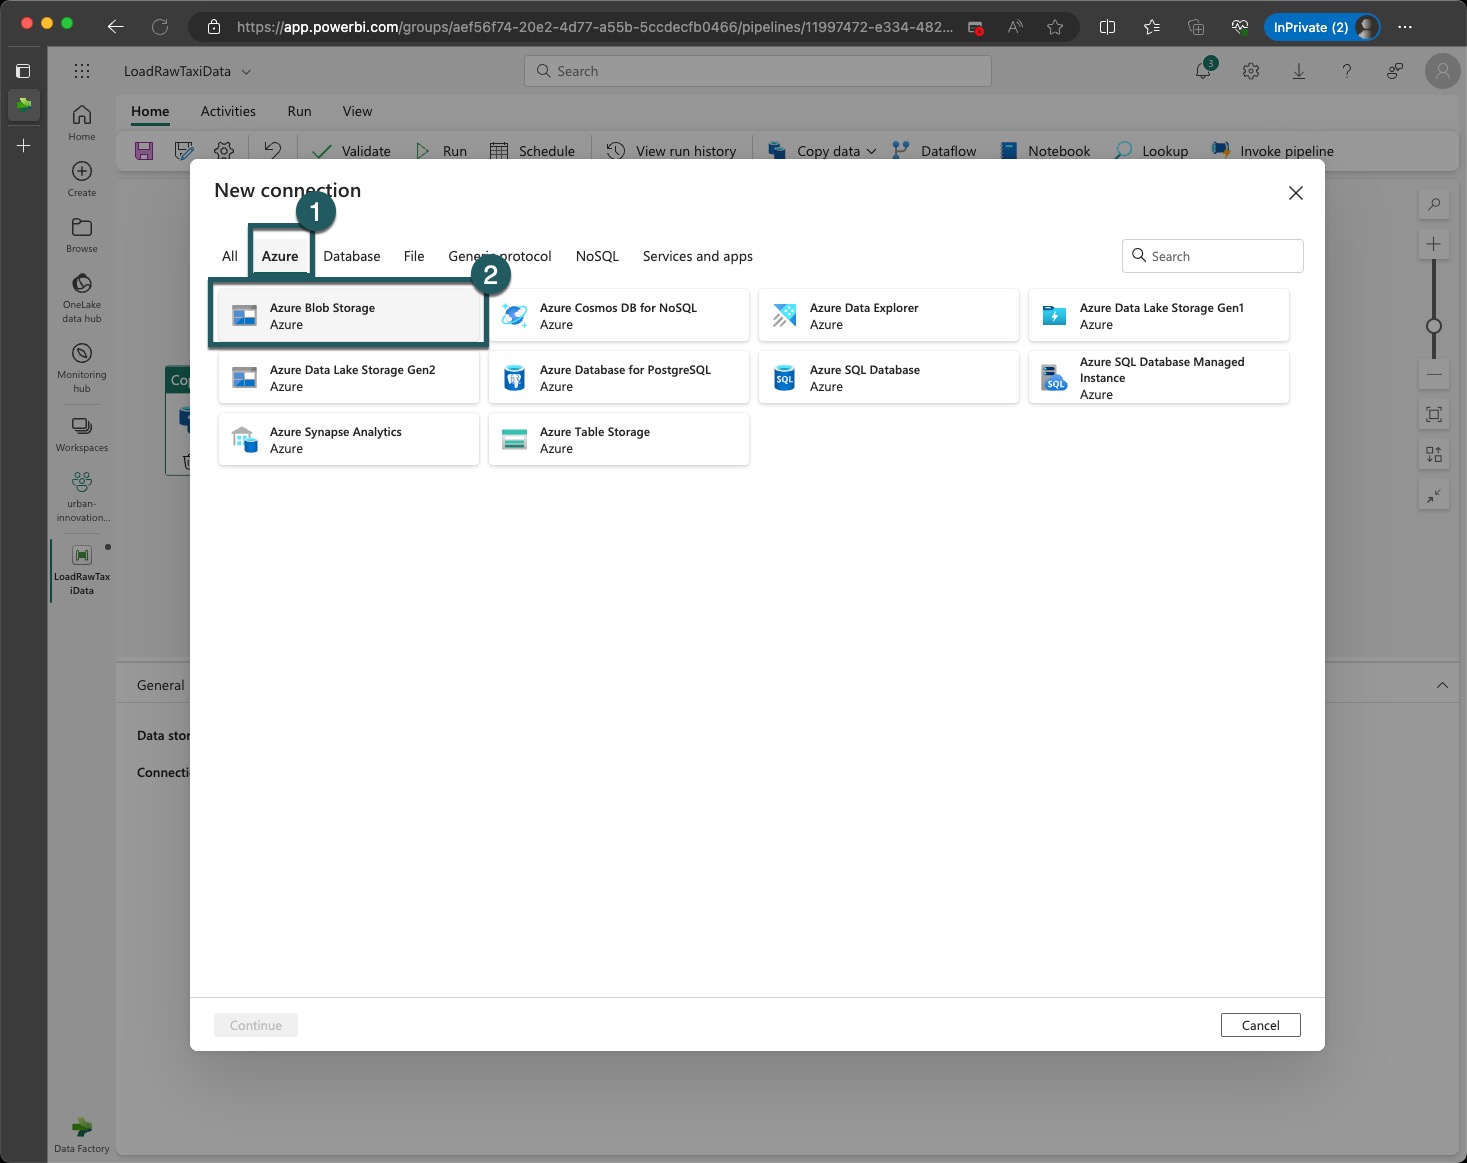 https://app.powerbi.com/groups/aef56f74-20e2-4d77-a55b-5ccdecfb0466/pipelines/11997472-e334-482...
InPrivate (2)
LoadRawTaxiData
Search
3
Home
Activities
Run
View
Validate
Run
Schedule
View run history
Copy data
Dataflow
Notebook
Lookup
Invoke pipeline
Home
Create
Browse
OneLake
data hub
Monitoring
hub
Workspaces
urban-
innovation...
LoadRawTax
iData
Data Factory
Cop
General
Data stor
Connecti
New connection
1
All
Azure
Database
File
Generic protocol
NoSQL
Services and apps
Search
2
Azure Blob Storage
Azure
Azure Cosmos DB for NoSQL
Azure
Azure Data Explorer
Azure
Azure Data Lake Storage Gen1
Azure
Azure Data Lake Storage Gen2
Azure
Azure Database for PostgreSQL
Azure
SQL
Azure SQL Database
Azure
SQL
Azure SQL Database Managed
Instance
Azure
Azure Synapse Analytics
Azure
Azure Table Storage
Azure
Continue
Cancel